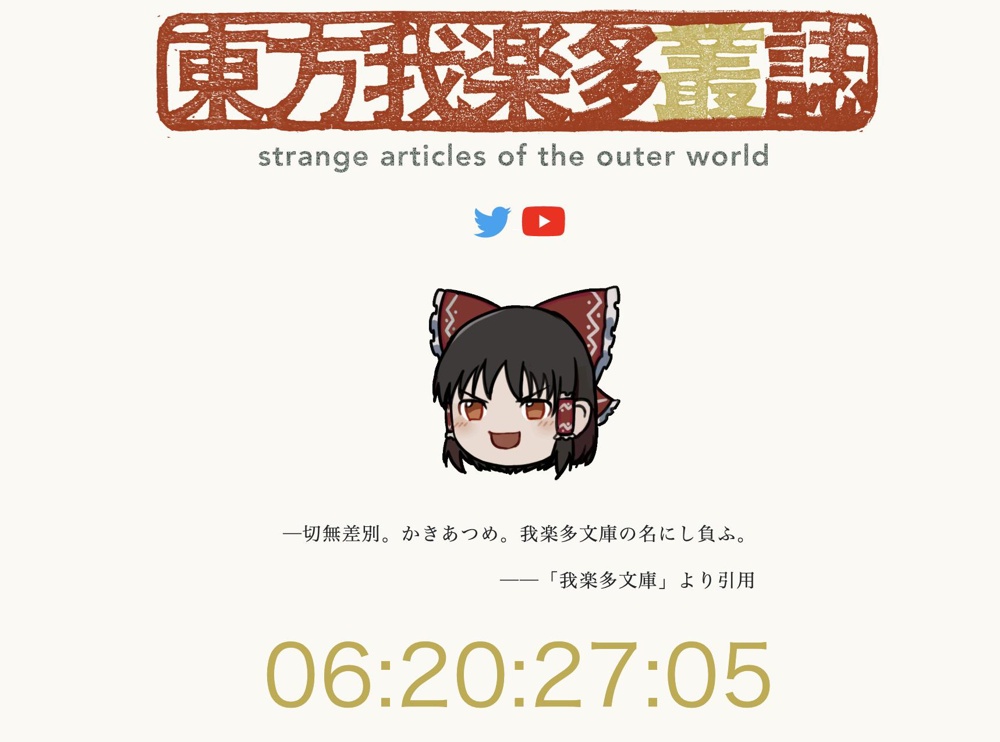 東方我楽多叢誌
strange articles of the outer world
一切無差別。かきあつめ。我楽多文庫の名にし負ふ。
――「我楽多文庫」より引用
06:20:27:05